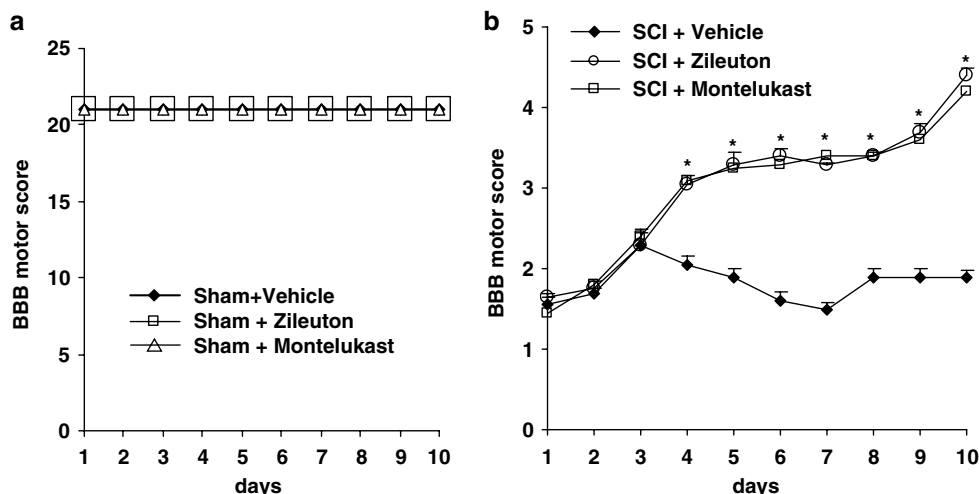 a
25
20
15
10
5
0
BBB motor score
Sham+Vehicle
Sham + Zileuton
Sham + Montelukast
1 2 3 4 5 6 7 8 9 10
days
b
5
4
3
2
1
0
BBB motor score
SCI + Vehicle
SCI + Zileuton
SCI + Montelukast
* * * * * * *
1 2 3 4 5 6 7 8 9 10
days